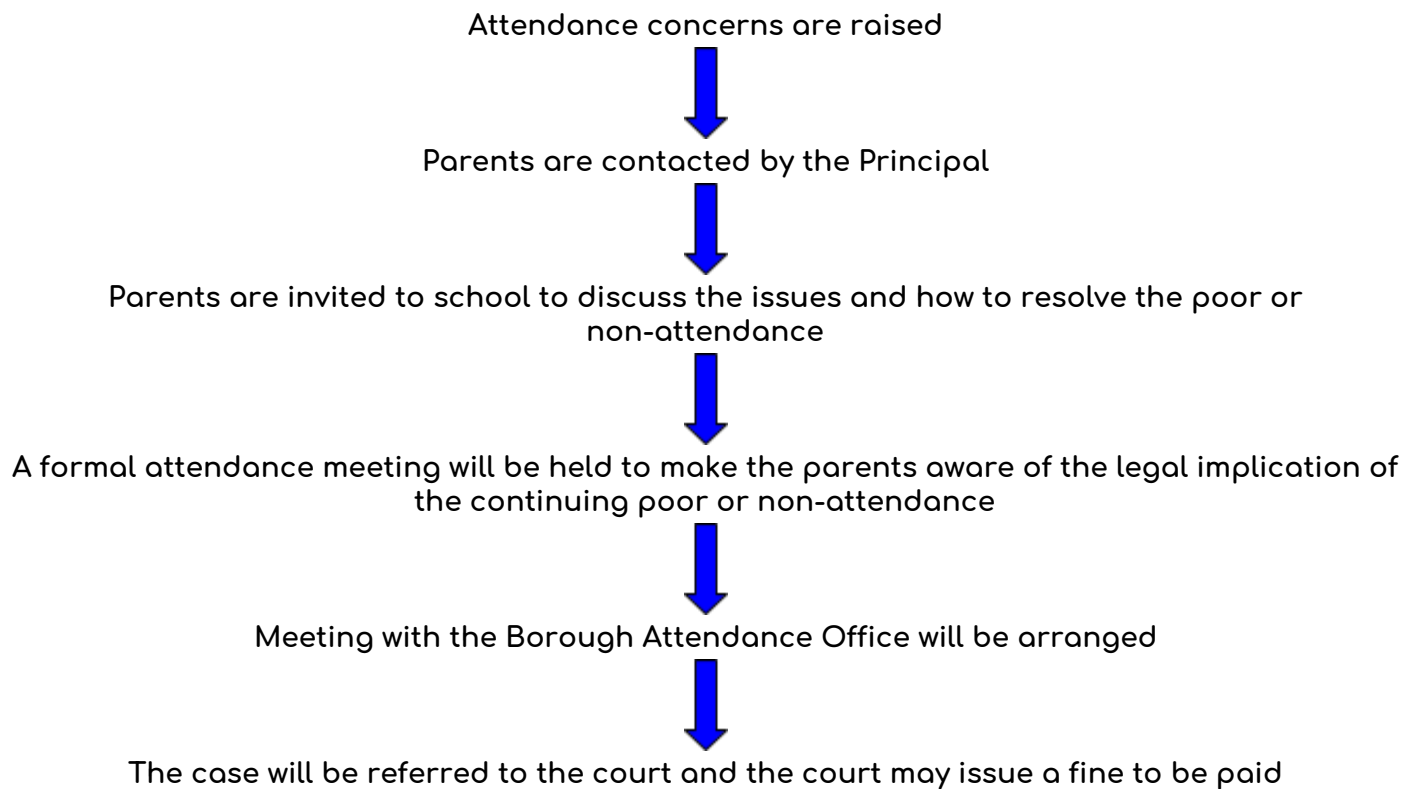 Attendance concerns are raised
Parents are contacted by the Principal
Parents are invited to school to discuss the issues and how to resolve the poor or
non-attendance
A formal attendance meeting will be held to make the parents aware of the legal implication of
the continuing poor or non-attendance
Meeting with the Borough Attendance Office will be arranged
The case will be referred to the court and the court may issue a fine to be paid